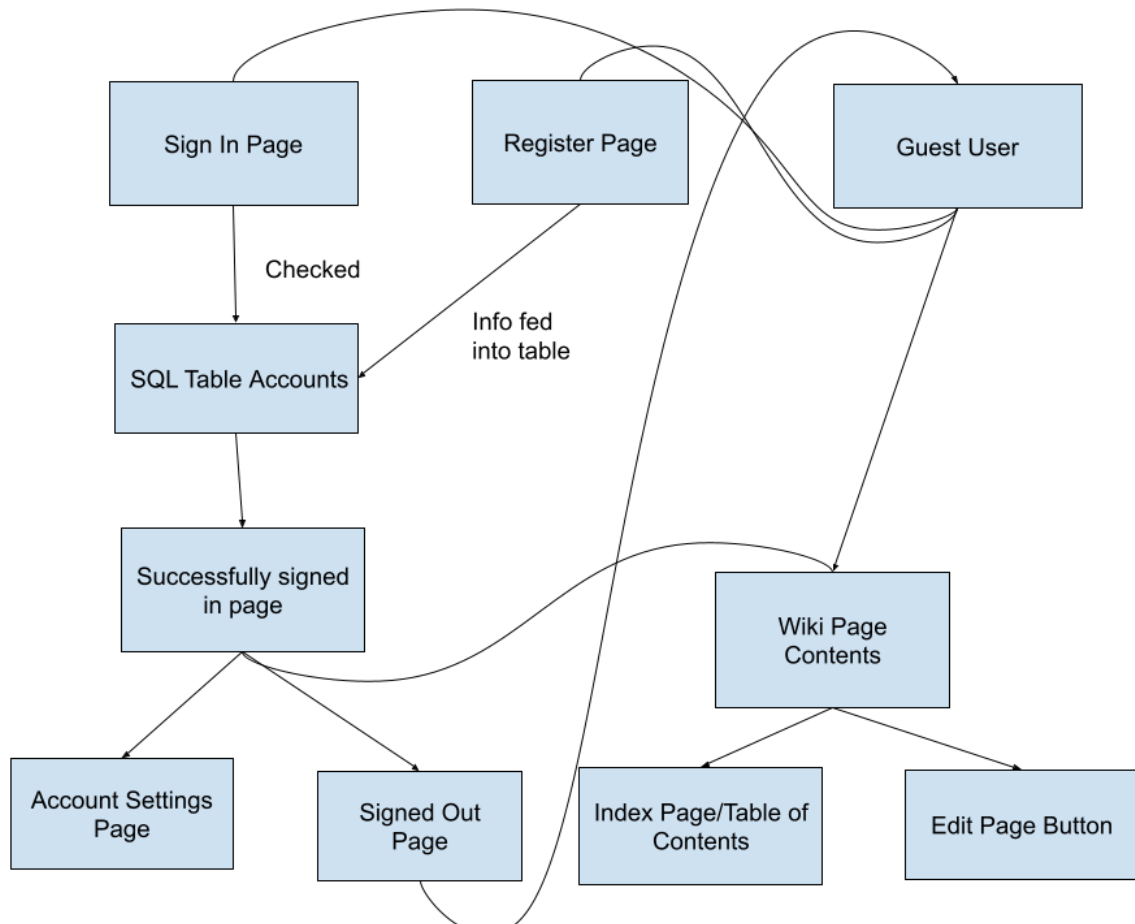 Sign In Page
Register Page
Guest User
Checked
Info fed
into table
SQL Table Accounts
Successfully signed
in page
Wiki Page
Contents
Account Settings
Page
Signed Out
Page
Index Page/Table of
Contents
Edit Page Button